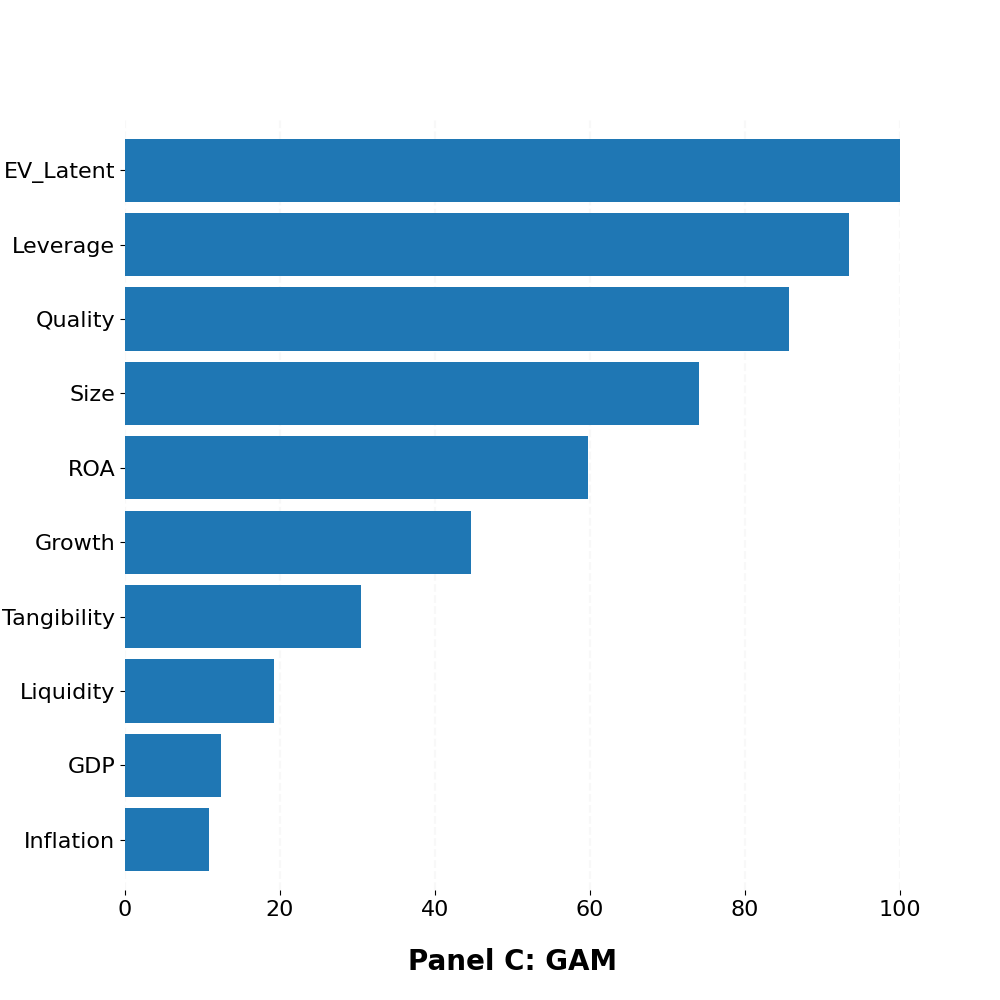 EV_Latent
Leverage
Quality
Size
ROA
Growth
Tangibility
Liquidity
GDP
Inflation
0 20 40 60 80 100
Panel C: GAM